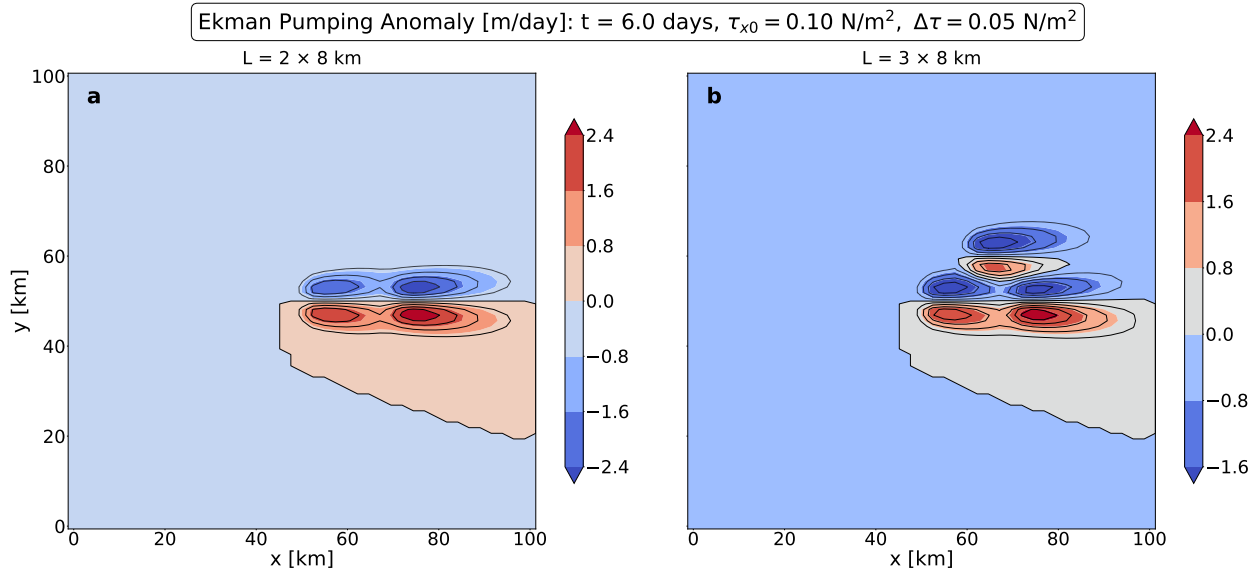 Ekman Pumping Anomaly [m/day]: t = 6.0 days, τx0 = 0.10 N/m², Δτ = 0.05 N/m²
L = 2 × 8 km
L = 3 × 8 km
a
b
100
80
60
40
20
0
y [km]
0 20 40 60 80 100
x [km]
0 20 40 60 80 100
x [km]
2.4
1.6
0.8
0.0
−0.8
−1.6
−2.4
2.4
1.6
0.8
0.0
−0.8
−1.6